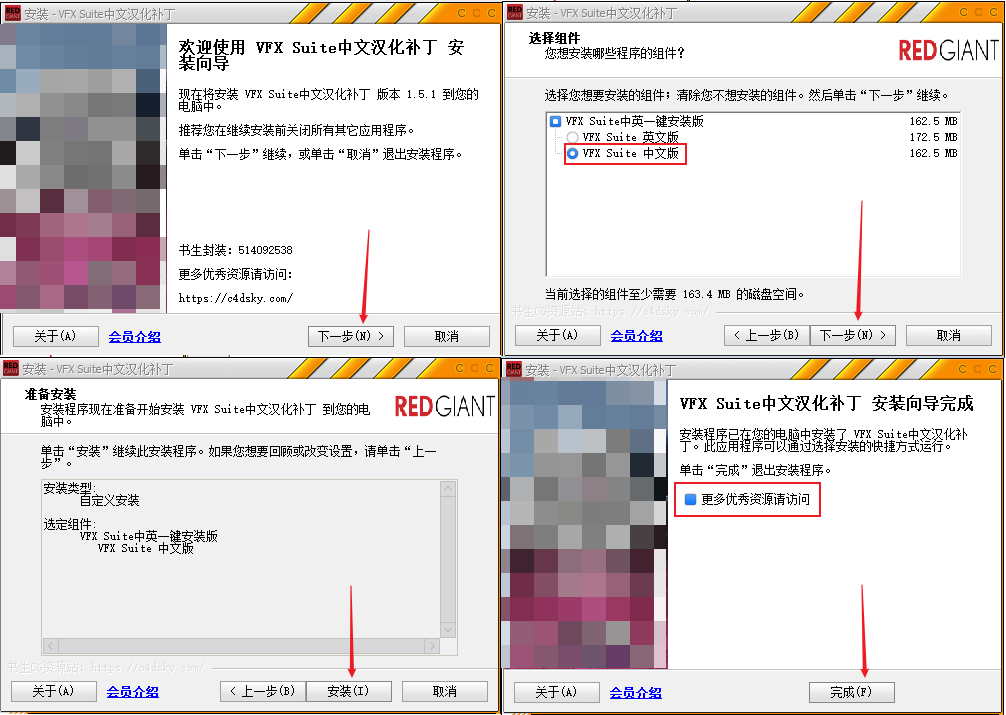 安装 - VFX Suite中文汉化补丁
欢迎使用 VFX Suite中文汉化补丁 安
装向导
现在将安装 VFX Suite中文汉化补丁 版本 1.5.1 到您的
电脑中。
推荐您在继续安装前关闭所有其它应用程序。
单击“下一步”继续，或单击“取消”退出安装程序。
书生封装：514092538
更多优秀资源请访问：
https://c4dsky.com/
关于(A)
会员介绍
下一步(N) >
取消
安装 - VFX Suite中文汉化补丁
选择组件
您想安装哪些程序的组件？
REDGIANT
选择您想要安装的组件；清除您不想安装的组件。然后单击“下一步”继续。
VFX Suite中英一键安装版 162.5 MB
VFX Suite 英文版 172.5 MB
VFX Suite 中文版 162.5 MB
当前选择的组件至少需要 163.4 MB 的磁盘空间。
书生CG资源站：https://c4dsky.com/
关于(A)
会员介绍
< 上一步(B)
下一步(N) >
取消
安装 - VFX Suite中文汉化补丁
准备安装
安装程序现在准备开始安装 VFX Suite中文汉化补丁 到您的电
脑中。
REDGIANT
单击“安装”继续此安装程序。如果您想要回顾或改变设置，请单击“上一
步”。
安装类型：
自定义安装
选定组件：
VFX Suite中英一键安装版
VFX Suite 中文版
书生CG资源站：https://c4dsky.com/
关于(A)
会员介绍
< 上一步(B)
安装(I)
取消
安装 - VFX Suite中文汉化补丁
VFX Suite中文汉化补丁 安装向导完成
安装程序已在您的电脑中安装了 VFX Suite中文汉化补
丁。此应用程序可以通过选择安装的快捷方式运行。
单击“完成”退出安装程序。
更多优秀资源请访问
关于(A)
会员介绍
完成(F)